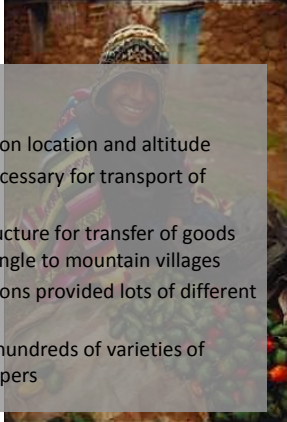 on location and altitude
cessary for transport of
ucture for transfer of goods
ngle to mountain villages
ons provided lots of different
hundreds of varieties of
pers